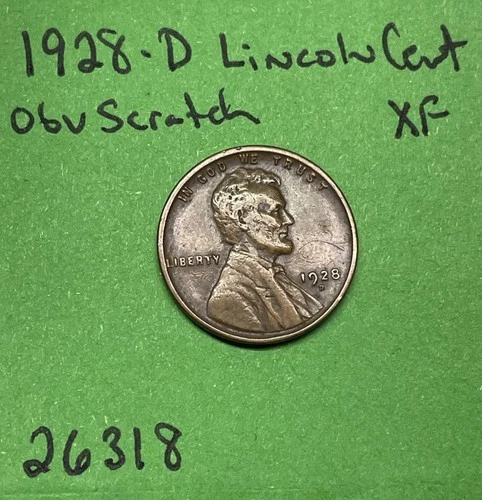 1928-D Lincoln Cent
Obv Scratch XF
IN GOD WE TRUST
LIBERTY
1928
D
26318